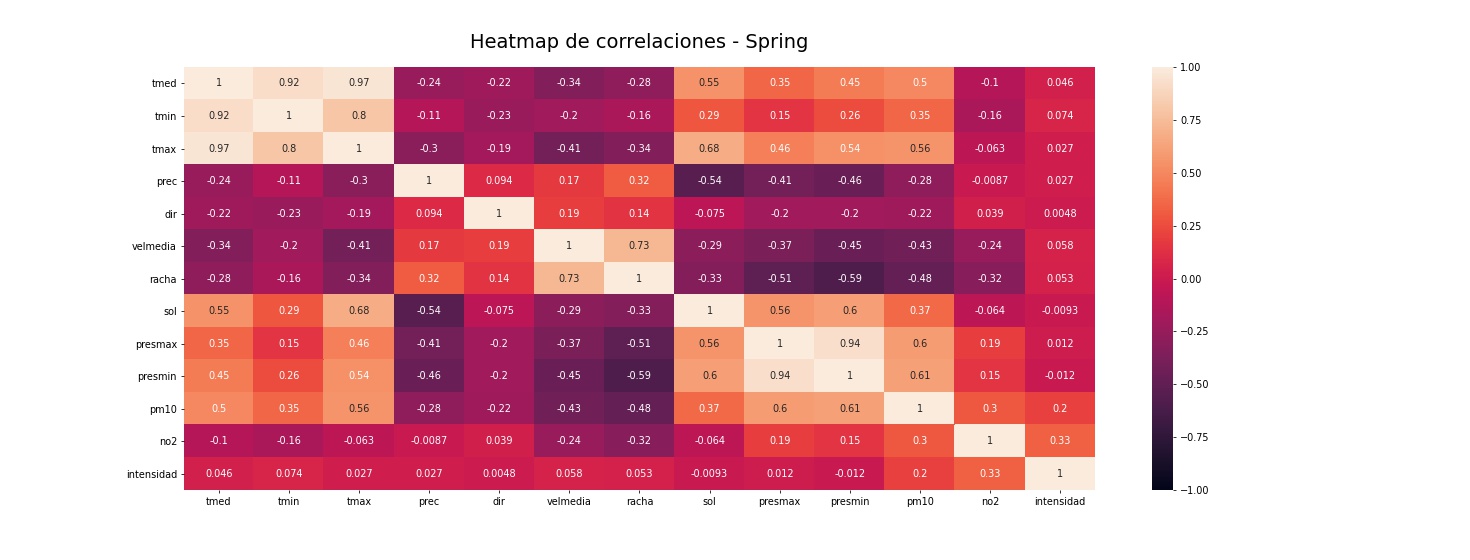 Heatmap de correlaciones - Spring
tmed 1 0.92 0.97 -0.24 -0.22 -0.34 -0.28 0.55 0.35 0.45 0.5 -0.1 0.046
tmin 0.92 1 0.8 -0.11 -0.23 -0.2 -0.16 0.29 0.15 0.26 0.35 -0.16 0.074
tmax 0.97 0.8 1 -0.3 -0.19 -0.41 -0.34 0.68 0.46 0.54 0.56 -0.063 0.027
prec -0.24 -0.11 -0.3 1 0.094 0.17 0.32 -0.54 -0.41 -0.46 -0.28 -0.0087 0.027
dir -0.22 -0.23 -0.19 0.094 1 0.19 0.14 -0.075 -0.2 -0.2 -0.22 0.039 0.0048
velmedia -0.34 -0.2 -0.41 0.17 0.19 1 0.73 -0.29 -0.37 -0.45 -0.43 -0.24 0.058
racha -0.28 -0.16 -0.34 0.32 0.14 0.73 1 -0.33 -0.51 -0.59 -0.48 -0.32 0.053
sol 0.55 0.29 0.68 -0.54 -0.075 -0.29 -0.33 1 0.56 0.6 0.37 -0.064 -0.0093
presmax 0.35 0.15 0.46 -0.41 -0.2 -0.37 -0.51 0.56 1 0.94 0.6 0.19 0.012
presmin 0.45 0.26 0.54 -0.46 -0.2 -0.45 -0.59 0.6 0.94 1 0.61 0.15 -0.012
pm10 0.5 0.35 0.56 -0.28 -0.22 -0.43 -0.48 0.37 0.6 0.61 1 0.3 0.2
no2 -0.1 -0.16 -0.063 -0.0087 0.039 -0.24 -0.32 -0.064 0.19 0.15 0.3 1 0.33
intensidad 0.046 0.074 0.027 0.027 0.0048 0.058 0.053 -0.0093 0.012 -0.012 0.2 0.33 1
tmed tmin tmax prec dir velmedia racha sol presmax presmin pm10 no2 intensidad
1.00
0.75
0.50
0.25
0.00
−0.25
−0.50
−0.75
−1.00